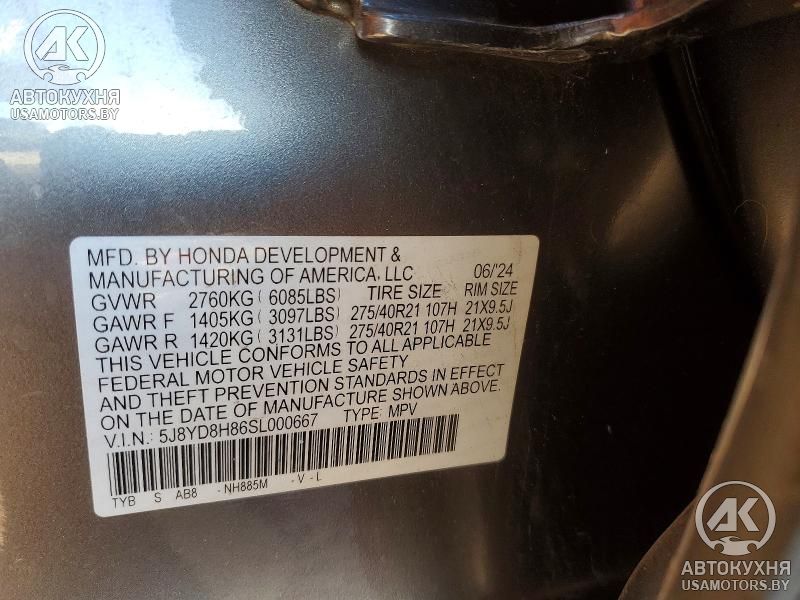 AK
АВТОКУХНЯ
USAMOTORS.BY
MFD. BY HONDA DEVELOPMENT &
MANUFACTURING OF AMERICA, LLC 06/'24
GVWR 2760KG (6085LBS) TIRE SIZE RIM SIZE
GAWR F 1405KG (3097LBS) 275/40R21 107H 21X9.5J
GAWR R 1420KG (3131LBS) 275/40R21 107H 21X9.5J
THIS VEHICLE CONFORMS TO ALL APPLICABLE
FEDERAL MOTOR VEHICLE SAFETY
AND THEFT PREVENTION STANDARDS IN EFFECT
ON THE DATE OF MANUFACTURE SHOWN ABOVE.
V.I.N.: 5J8YD8H86SL000667 TYPE: MPV
TYB S AB8 -NH885M -V-L
AK
АВТОКУХНЯ
USAMOTORS.BY